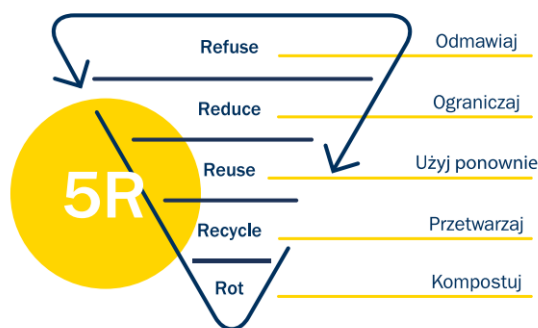 Refuse Odmawiaj
Reduce Ograniczaj
5R
Reuse Użyj ponownie
Recycle Przetwarzaj
Rot Kompostuj